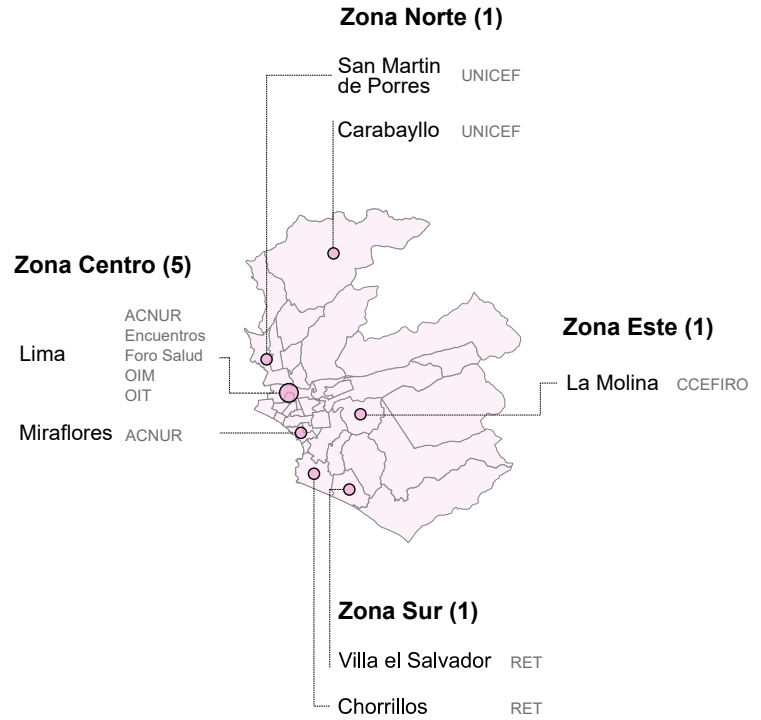 Zona Norte (1)
San Martin
de Porres
UNICEF
Carabayllo UNICEF
Zona Centro (5)
Lima
ACNUR
Encuentros
Foro Salud
OIM
OIT
Miraflores ACNUR
Zona Este (1)
La Molina CCEFIRO
Zona Sur (1)
Villa el Salvador RET
Chorrillos RET